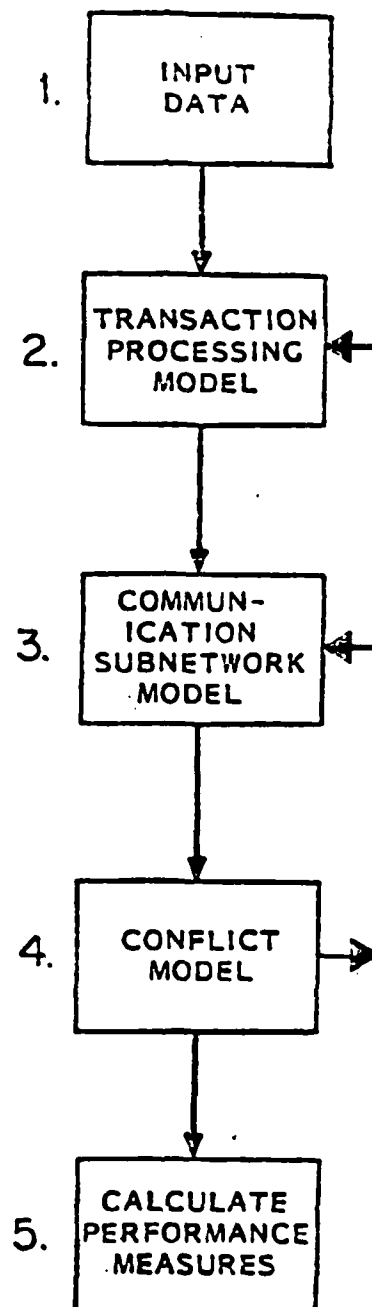 1.
INPUT
DATA
2.
TRANSACTION
PROCESSING
MODEL
3.
COMMUN-
ICATION
SUBNETWORK
MODEL
4.
CONFLICT
MODEL
5.
CALCULATE
PERFORMANCE
MEASURES